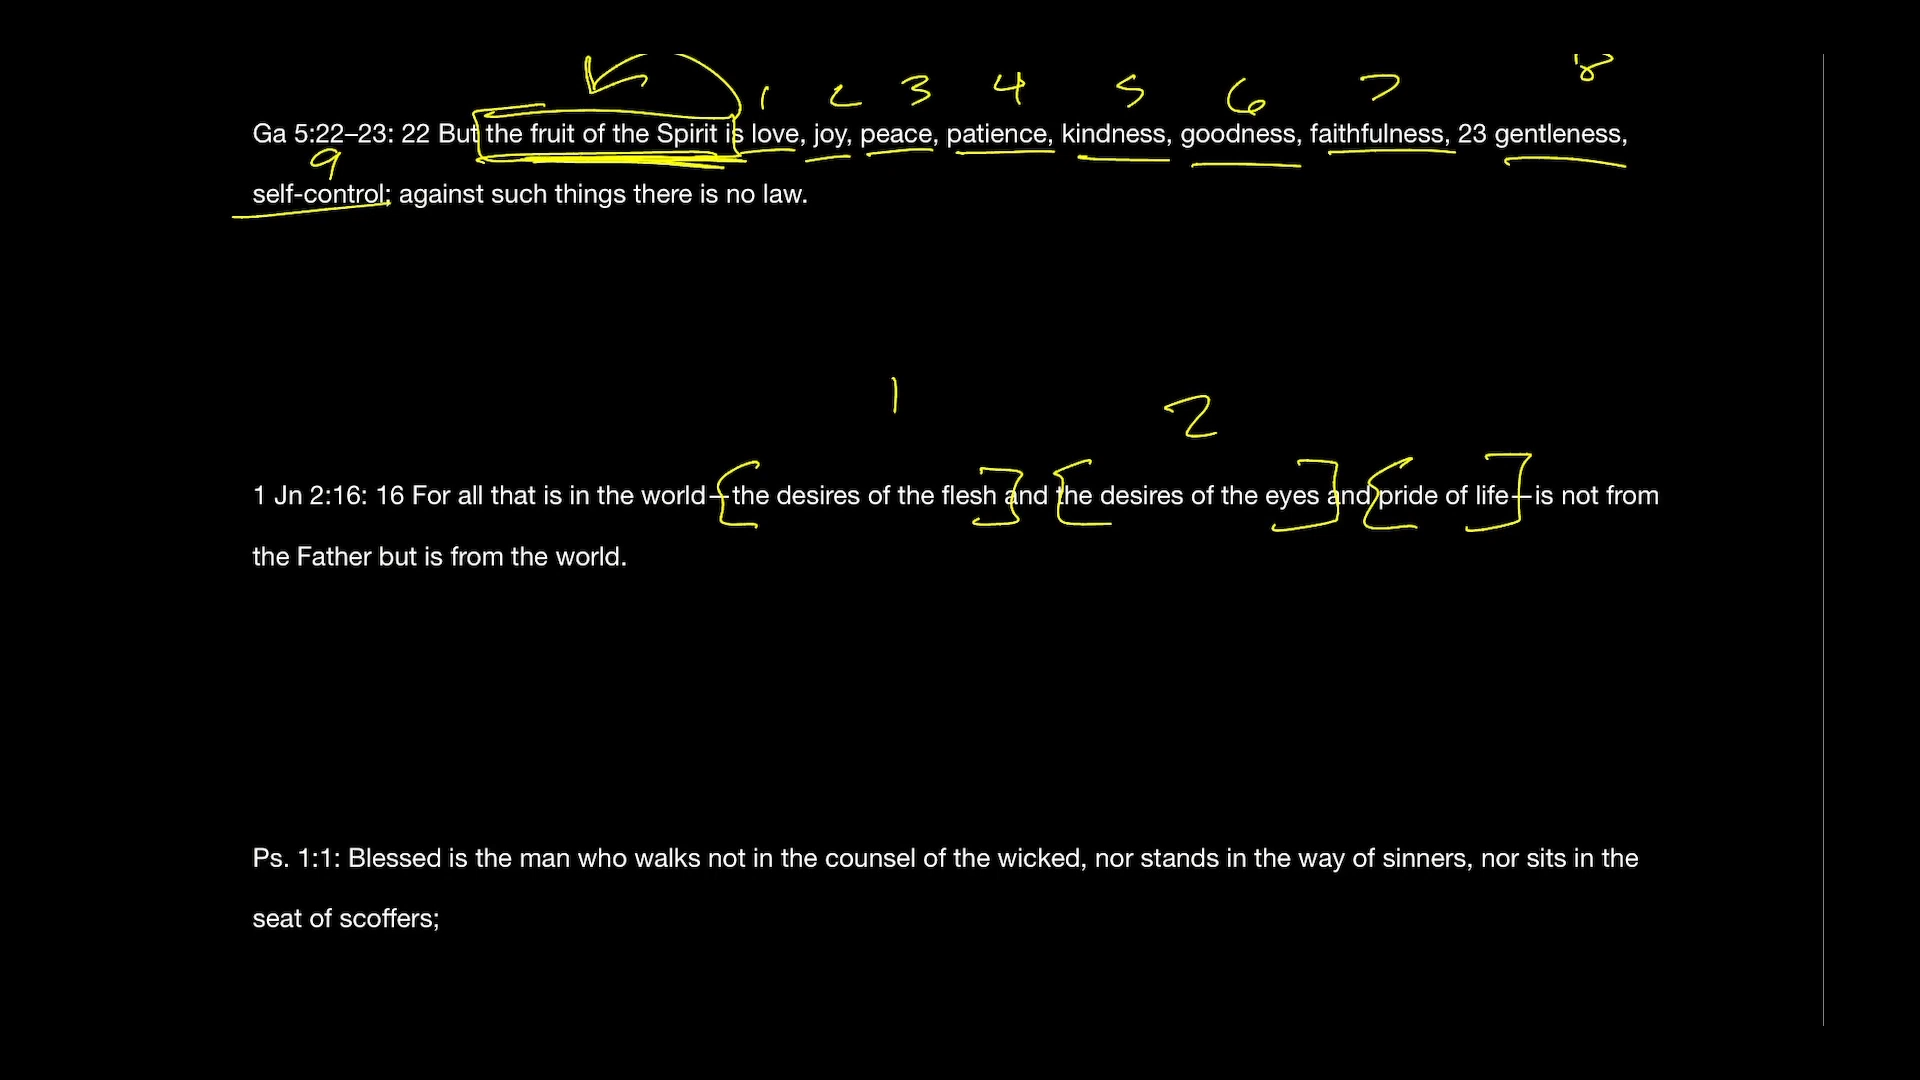 1 2 3 4 5 6 7 8
Ga 5:22–23: 22 But the fruit of the Spirit is love, joy, peace, patience, kindness, goodness, faithfulness, 23 gentleness,
9
self-control; against such things there is no law.
1 2
1 Jn 2:16: 16 For all that is in the world—the desires of the flesh and the desires of the eyes and pride of life—is not from
the Father but is from the world.
Ps. 1:1: Blessed is the man who walks not in the counsel of the wicked, nor stands in the way of sinners, nor sits in the
seat of scoffers;